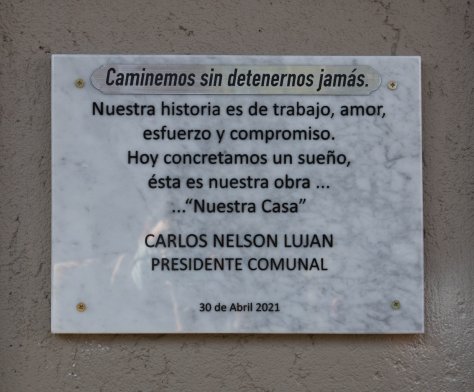 Caminemos sin detenernos jamás.
Nuestra historia es de trabajo, amor,
esfuerzo y compromiso.
Hoy concretamos un sueño,
ésta es nuestra obra ...
..."Nuestra Casa"
CARLOS NELSON LUJAN
PRESIDENTE COMUNAL
30 de Abril 2021